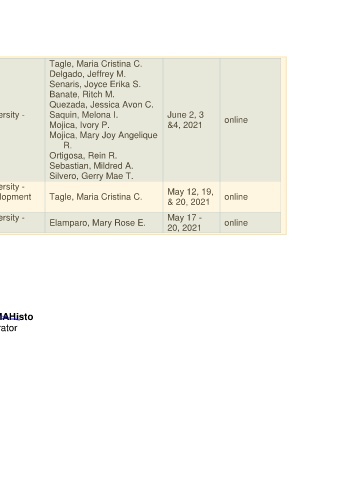 Tagle, Maria Cristina C.
Delgado, Jeffrey M.
Senaris, Joyce Erika S.
Banate, Ritch M.
Quezada, Jessica Avon C.
ersity - Saquin, Melona I. June 2, 3 online
Mojica, Ivory P. &4, 2021
Mojica, Mary Joy Angelique
R.
Ortigosa, Rein R.
Sebastian, Mildred A.
Silvero, Gerry Mae T.
ersity -
lopment Tagle, Maria Cristina C. May 12, 19, & 20, 2021 online
ersity - Elamparo, Mary Rose E. May 17 - 20, 2021 online
MAHisto
rator